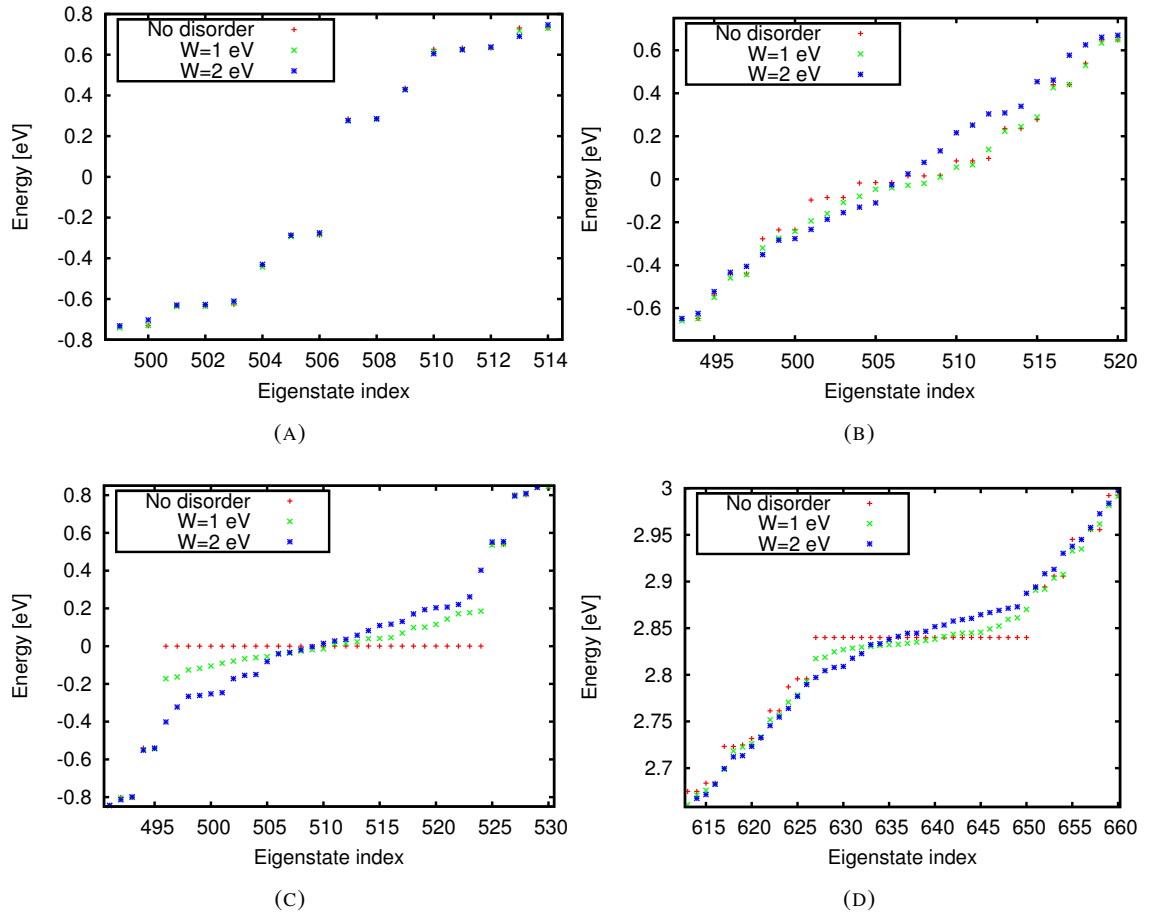 0.8
0.6
0.4
0.2
0
-0.2
-0.4
-0.6
-0.8
Energy [eV]
No disorder
W=1 eV
W=2 eV
500 502 504 506 508 510 512 514
Eigenstate index
(A)
0.6
0.4
0.2
0
-0.2
-0.4
-0.6
Energy [eV]
No disorder
W=1 eV
W=2 eV
495 500 505 510 515 520
Eigenstate index
(B)
0.8
0.6
0.4
0.2
0
-0.2
-0.4
-0.6
-0.8
Energy [eV]
No disorder
W=1 eV
W=2 eV
495 500 505 510 515 520 525 530
Eigenstate index
(C)
3
2.95
2.9
2.85
2.8
2.75
2.7
Energy [eV]
No disorder
W=1 eV
W=2 eV
615 620 625 630 635 640 645 650 655 660
Eigenstate index
(D)